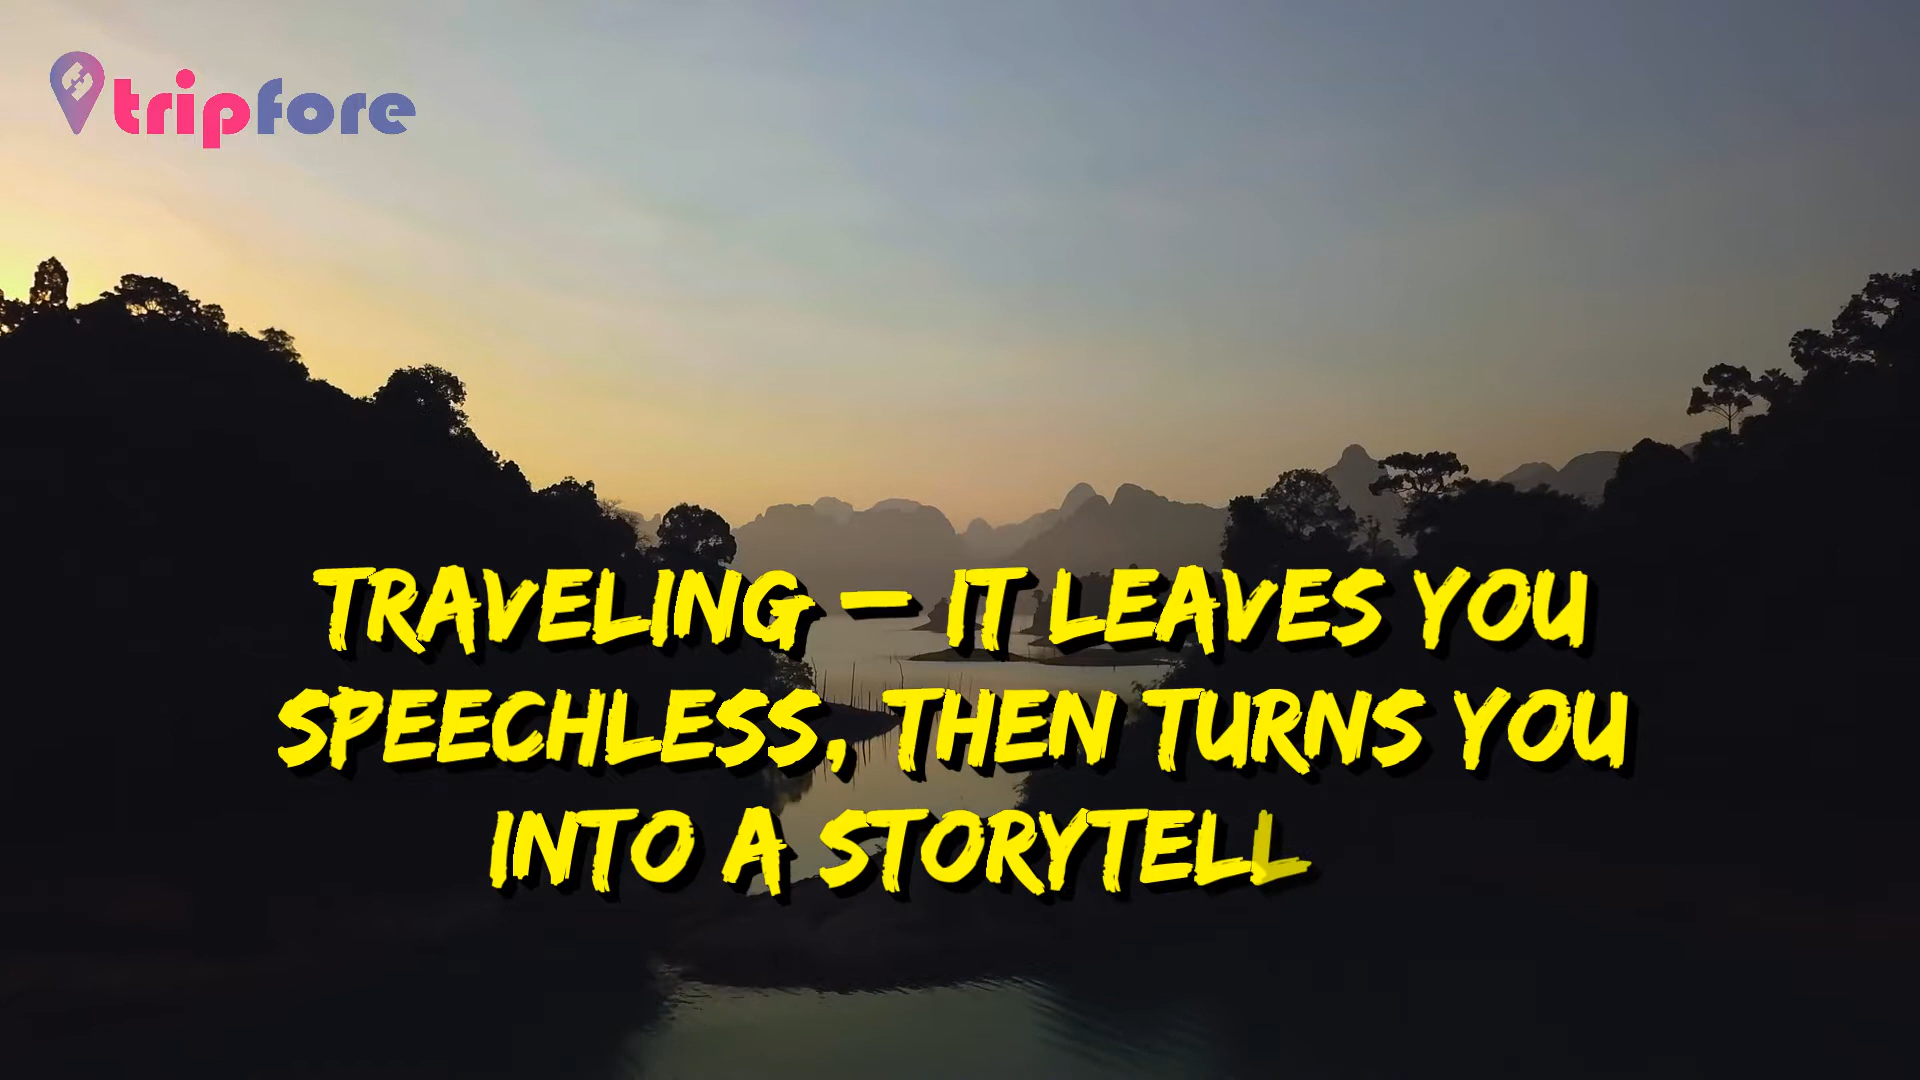 tripfore
TRAVELING – IT LEAVES YOU
SPEECHLESS, THEN TURNS YOU
INTO A STORYTELL